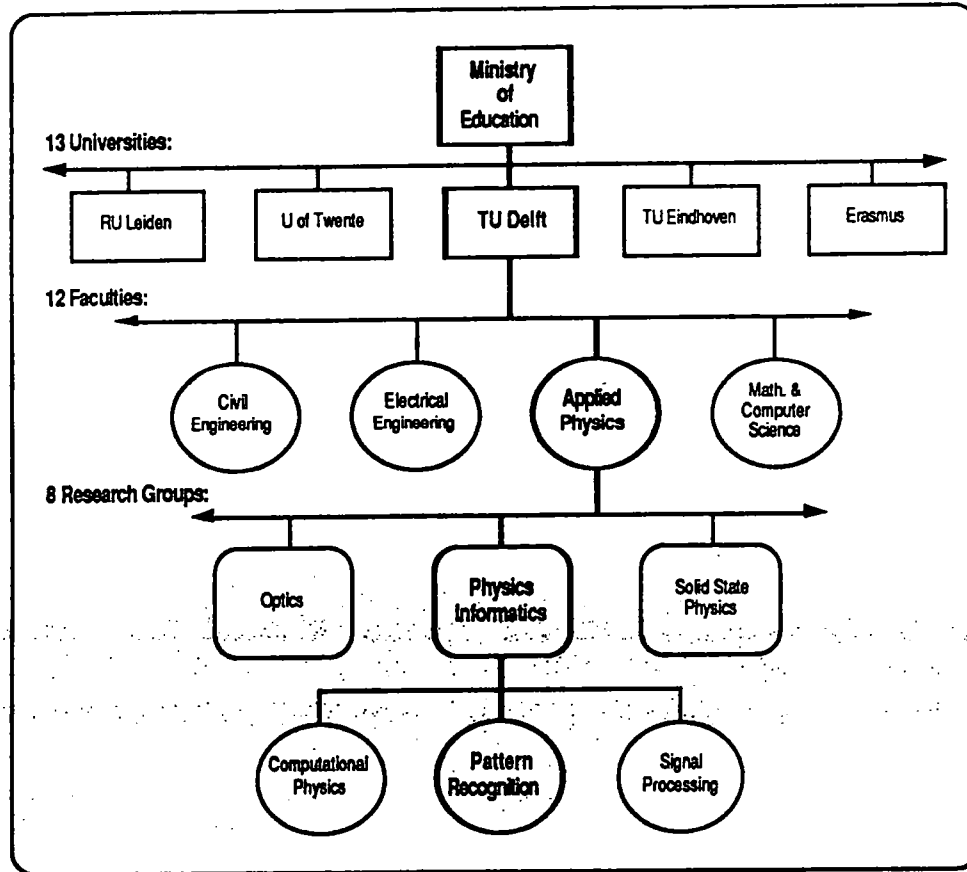 Ministry
of
Education
13 Universities:
RU Leiden
U of Twente
TU Delft
TU Eindhoven
Erasmus
12 Faculties:
Civil
Engineering
Electrical
Engineering
Applied
Physics
Math. &
Computer
Science
8 Research Groups:
Optics
Physics
Informatics
Solid State
Physics
Computational
Physics
Pattern
Recognition
Signal
Processing